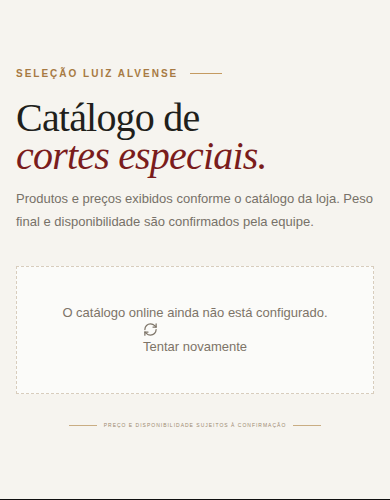 SELEÇÃO LUIZ ALVENSE
Catálogo de
cortes especiais.
Produtos e preços exibidos conforme o catálogo da loja. Peso
final e disponibilidade são confirmados pela equipe.
O catálogo online ainda não está configurado.
Tentar novamente
PREÇO E DISPONIBILIDADE SUJEITOS À CONFIRMAÇÃO